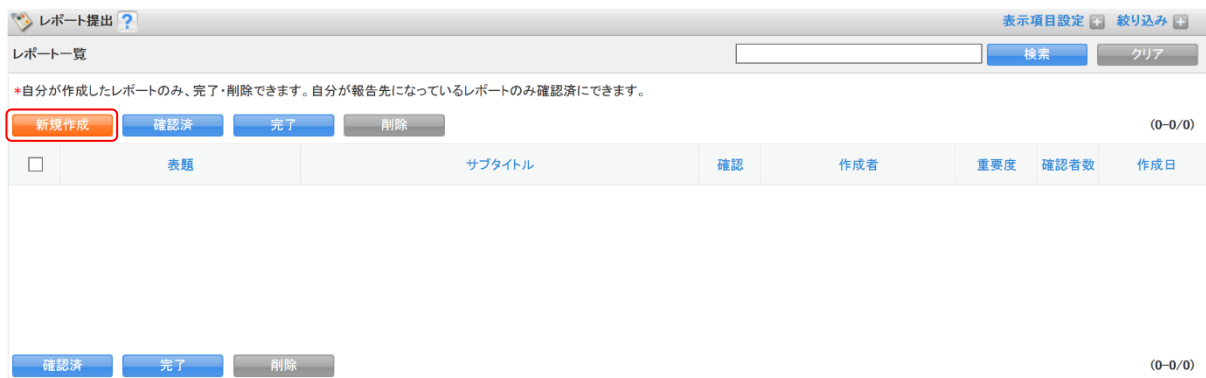 レポート提出 ? 表示項目設定 + 絞り込み +
レポート一覧 検索 クリア
*自分が作成したレポートのみ、完了・削除できます。自分が報告先になっているレポートのみ確認済にできます。
新規作成 確認済 完了 削除 (0-0/0)
表題 サブタイトル 確認 作成者 重要度 確認者数 作成日
確認済 完了 削除 (0-0/0)